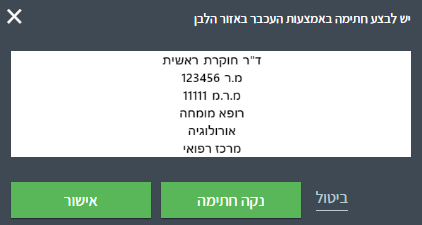 יש לבצע חתימה באמצעות העכבר באזור הלבן
ד"ר חוקרת ראשית
מ.ר 123456
מ.ר.מ 11111
רופא מומחה
אורולוגיה
מרכז רפואי
ביטול
נקה חתימה
אישור